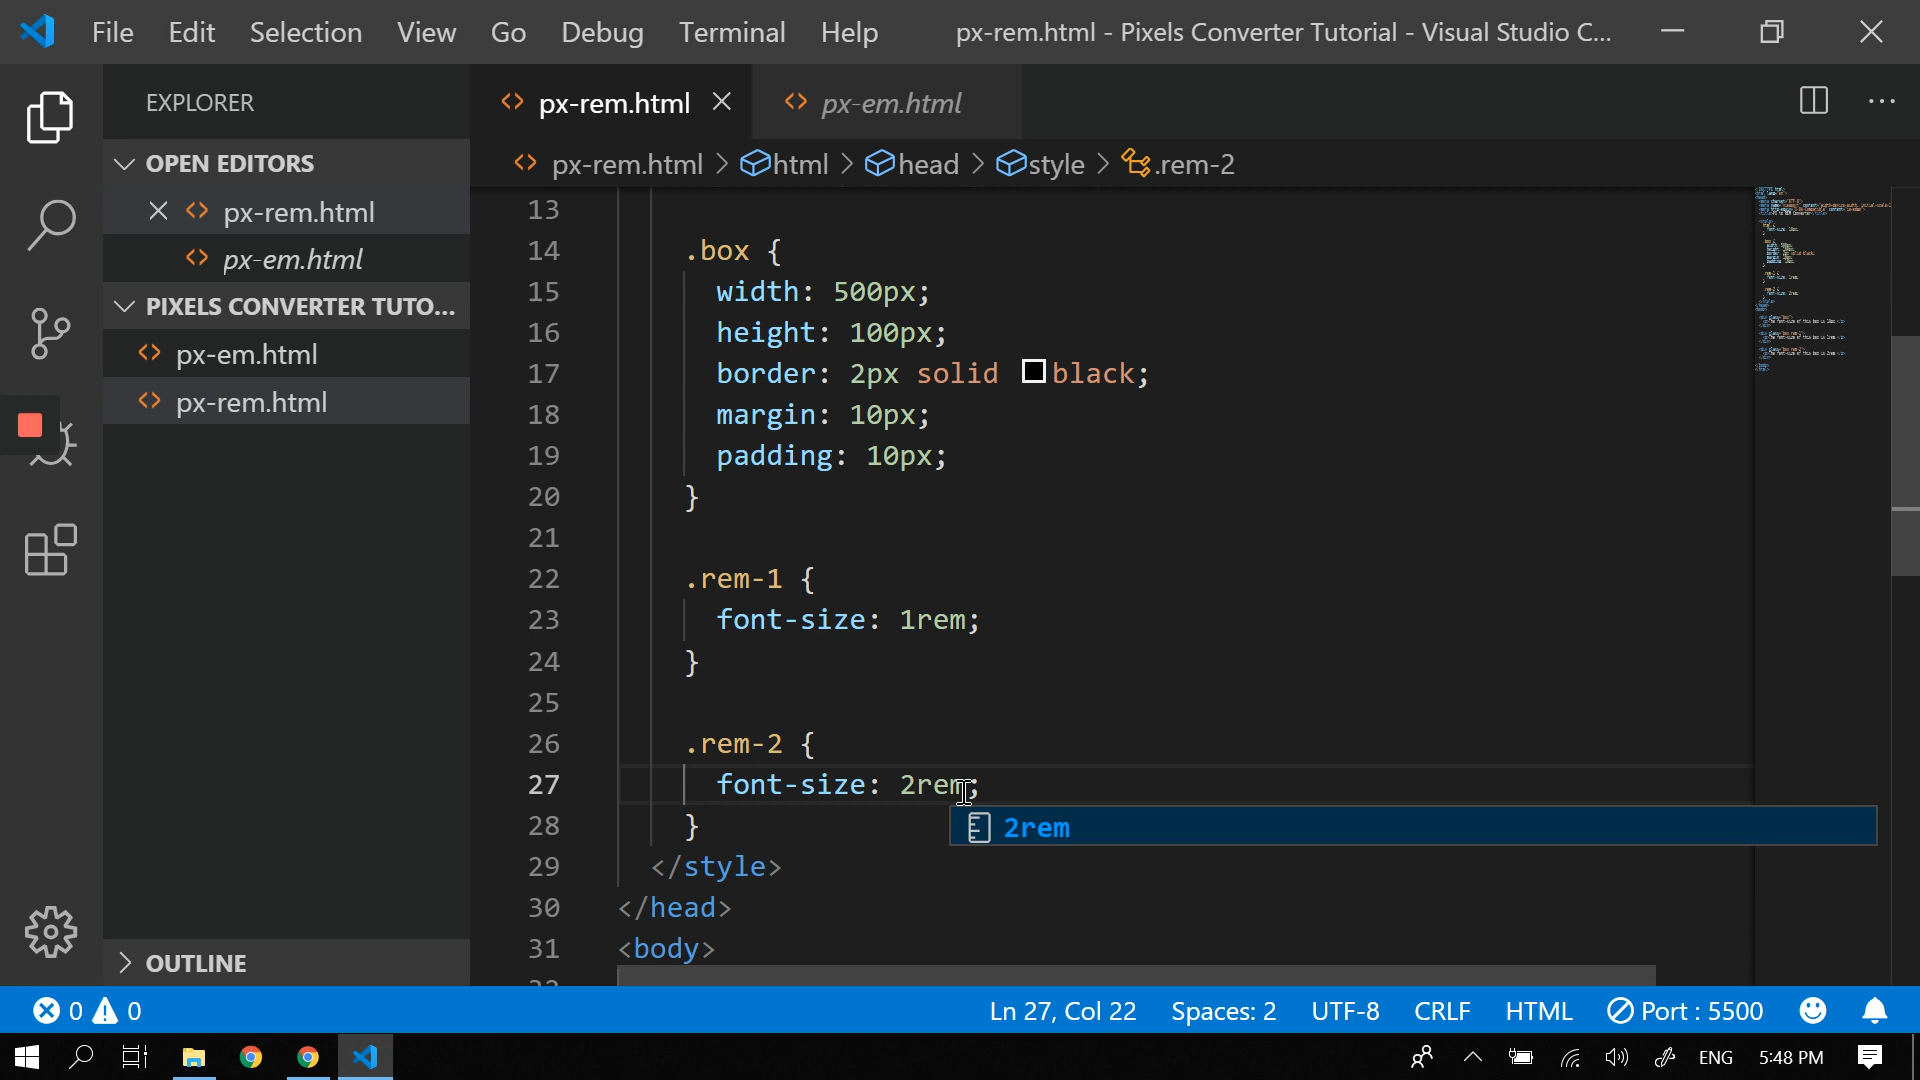 File Edit Selection View Go Debug Terminal Help px-rem.html - Pixels Converter Tutorial - Visual Studio C...
EXPLORER
px-rem.html
px-em.html
px-rem.html > html > head > style > .rem-2
OPEN EDITORS
px-rem.html
px-em.html
PIXELS CONVERTER TUTO...
px-em.html
px-rem.html
OUTLINE
13
14 .box {
15 width: 500px;
16 height: 100px;
17 border: 2px solid black;
18 margin: 10px;
19 padding: 10px;
20 }
21
22 .rem-1 {
23 font-size: 1rem;
24 }
25
26 .rem-2 {
27 font-size: 2rem;
2rem
28 }
29 </style>
30 </head>
31 <body>
0 0 Ln 27, Col 22 Spaces: 2 UTF-8 CRLF HTML Port : 5500
ENG 5:48 PM